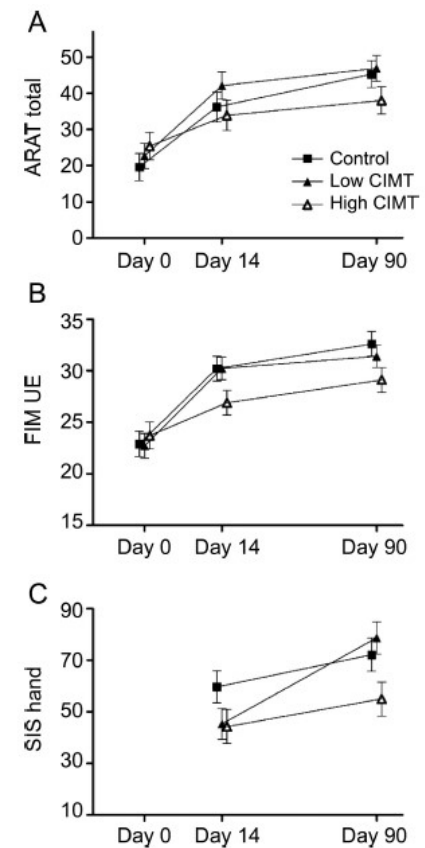 A
ARAT total
50
40
30
20
10
0
Control
Low CIMT
High CIMT
Day 0 Day 14 Day 90
B
FIM UE
35
30
25
20
15
Day 0 Day 14 Day 90
C
SIS hand
90
70
50
30
10
Day 0 Day 14 Day 90